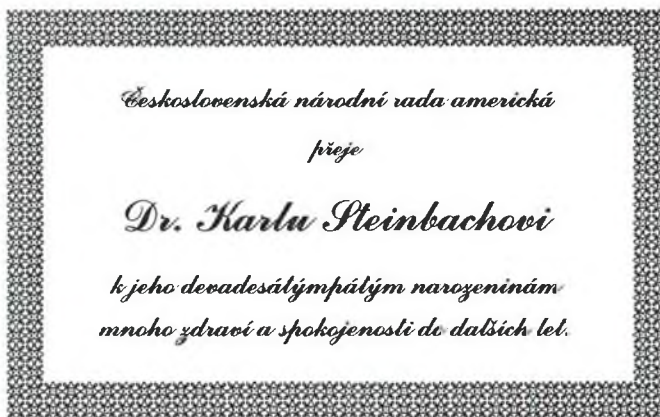 Československá národní rada americká
přeje
Dr. Karlu Steinbachovi
k jeho devadesátýmpátým narozeninám
mnoho zdraví a spokojenosti do dalších let.